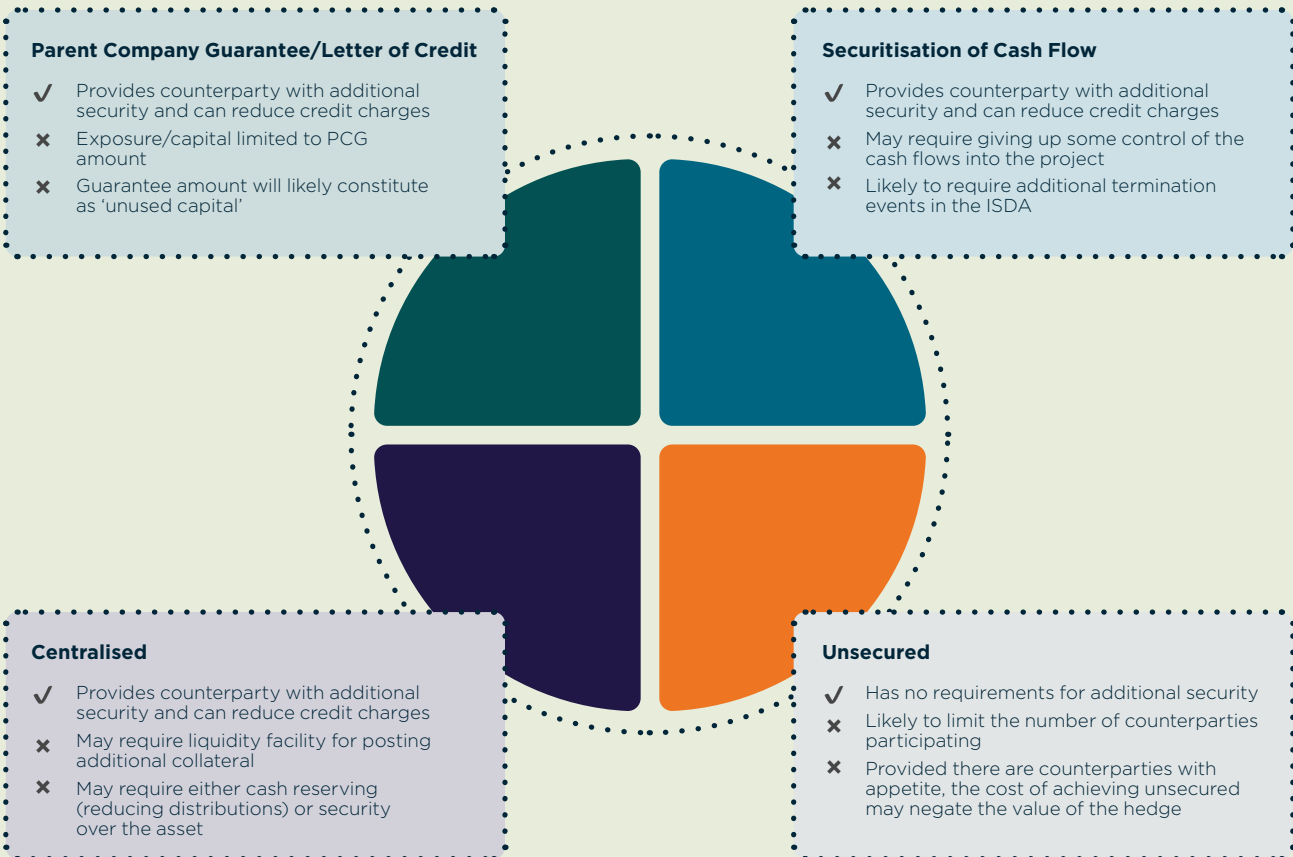 Parent Company Guarantee/Letter of Credit
✓ Provides counterparty with additional
security and can reduce credit charges
✗ Exposure/capital limited to PCG
amount
✗ Guarantee amount will likely constitute
as ‘unused capital’
Securitisation of Cash Flow
✓ Provides counterparty with additional
security and can reduce credit charges
✗ May require giving up some control of the
cash flows into the project
✗ Likely to require additional termination
events in the ISDA
Centralised
✓ Provides counterparty with additional
security and can reduce credit charges
✗ May require liquidity facility for posting
additional collateral
✗ May require either cash reserving
(reducing distributions) or security
over the asset
Unsecured
✓ Has no requirements for additional security
✗ Likely to limit the number of counterparties
participating
✗ Provided there are counterparties with
appetite, the cost of achieving unsecured
may negate the value of the hedge